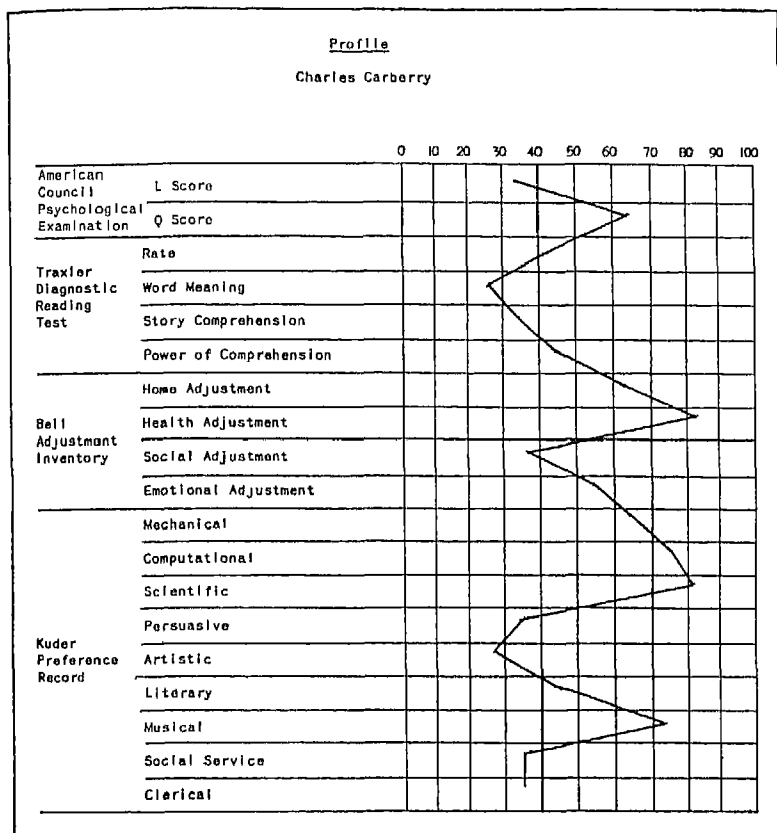 Profile
Charles Carberry
0 10 20 30 40 50 60 70 80 90 100
American
Council
Psychological
Examination
L Score
Q Score
Traxler
Diagnostic
Reading
Test
Rate
Word Meaning
Story Comprehension
Power of Comprehension
Bell
Adjustment
Inventory
Home Adjustment
Health Adjustment
Social Adjustment
Emotional Adjustment
Kuder
Preference
Record
Mechanical
Computational
Scientific
Persuasive
Artistic
Literary
Musical
Social Service
Clerical